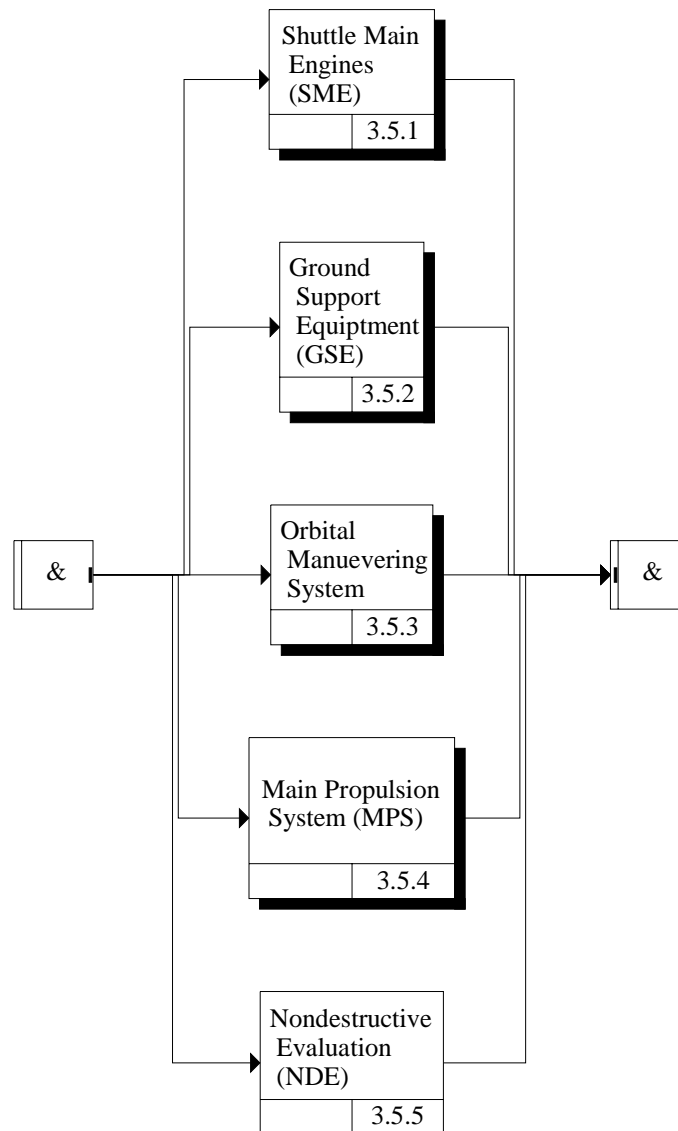 Shuttle Main
Engines
(SME)
3.5.1
Ground
Support
Equiptment
(GSE)
3.5.2
&
Orbital
Manuevering
System
3.5.3
&
Main Propulsion
System (MPS)
3.5.4
Nondestructive
Evaluation
(NDE)
3.5.5